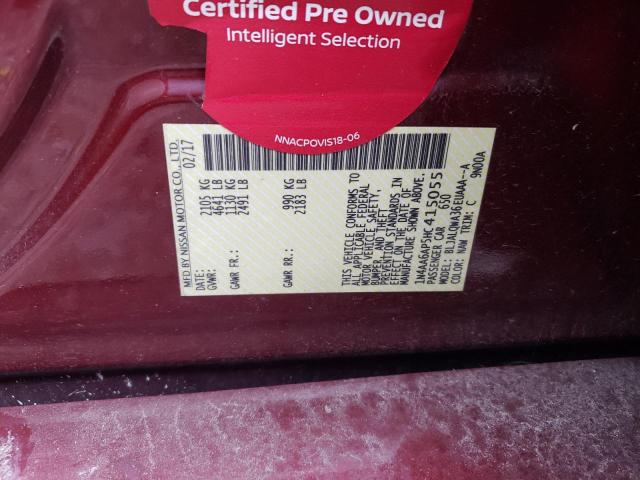 Certified Pre Owned
Intelligent Selection
NNACPOVIS18-06
MFD BY NISSAN MOTOR CO., LTD.
02/17
GVWR: 2105 KG
4641 LB
GAWR FR: 1130 KG
2491 LB
GAWR RR: 990 KG
2183 LB
THIS VEHICLE CONFORMS TO
ALL APPLICABLE FEDERAL
MOTOR VEHICLE SAFETY,
BUMPER, AND THEFT
PREVENTION STANDARDS IN
EFFECT ON THE DATE OF
MANUFACTURE SHOWN ABOVE.
1N4AA6AP5HC415055
PASSENGER CAR
MODEL:
COLOR: NAW TRIM: C 9N00A